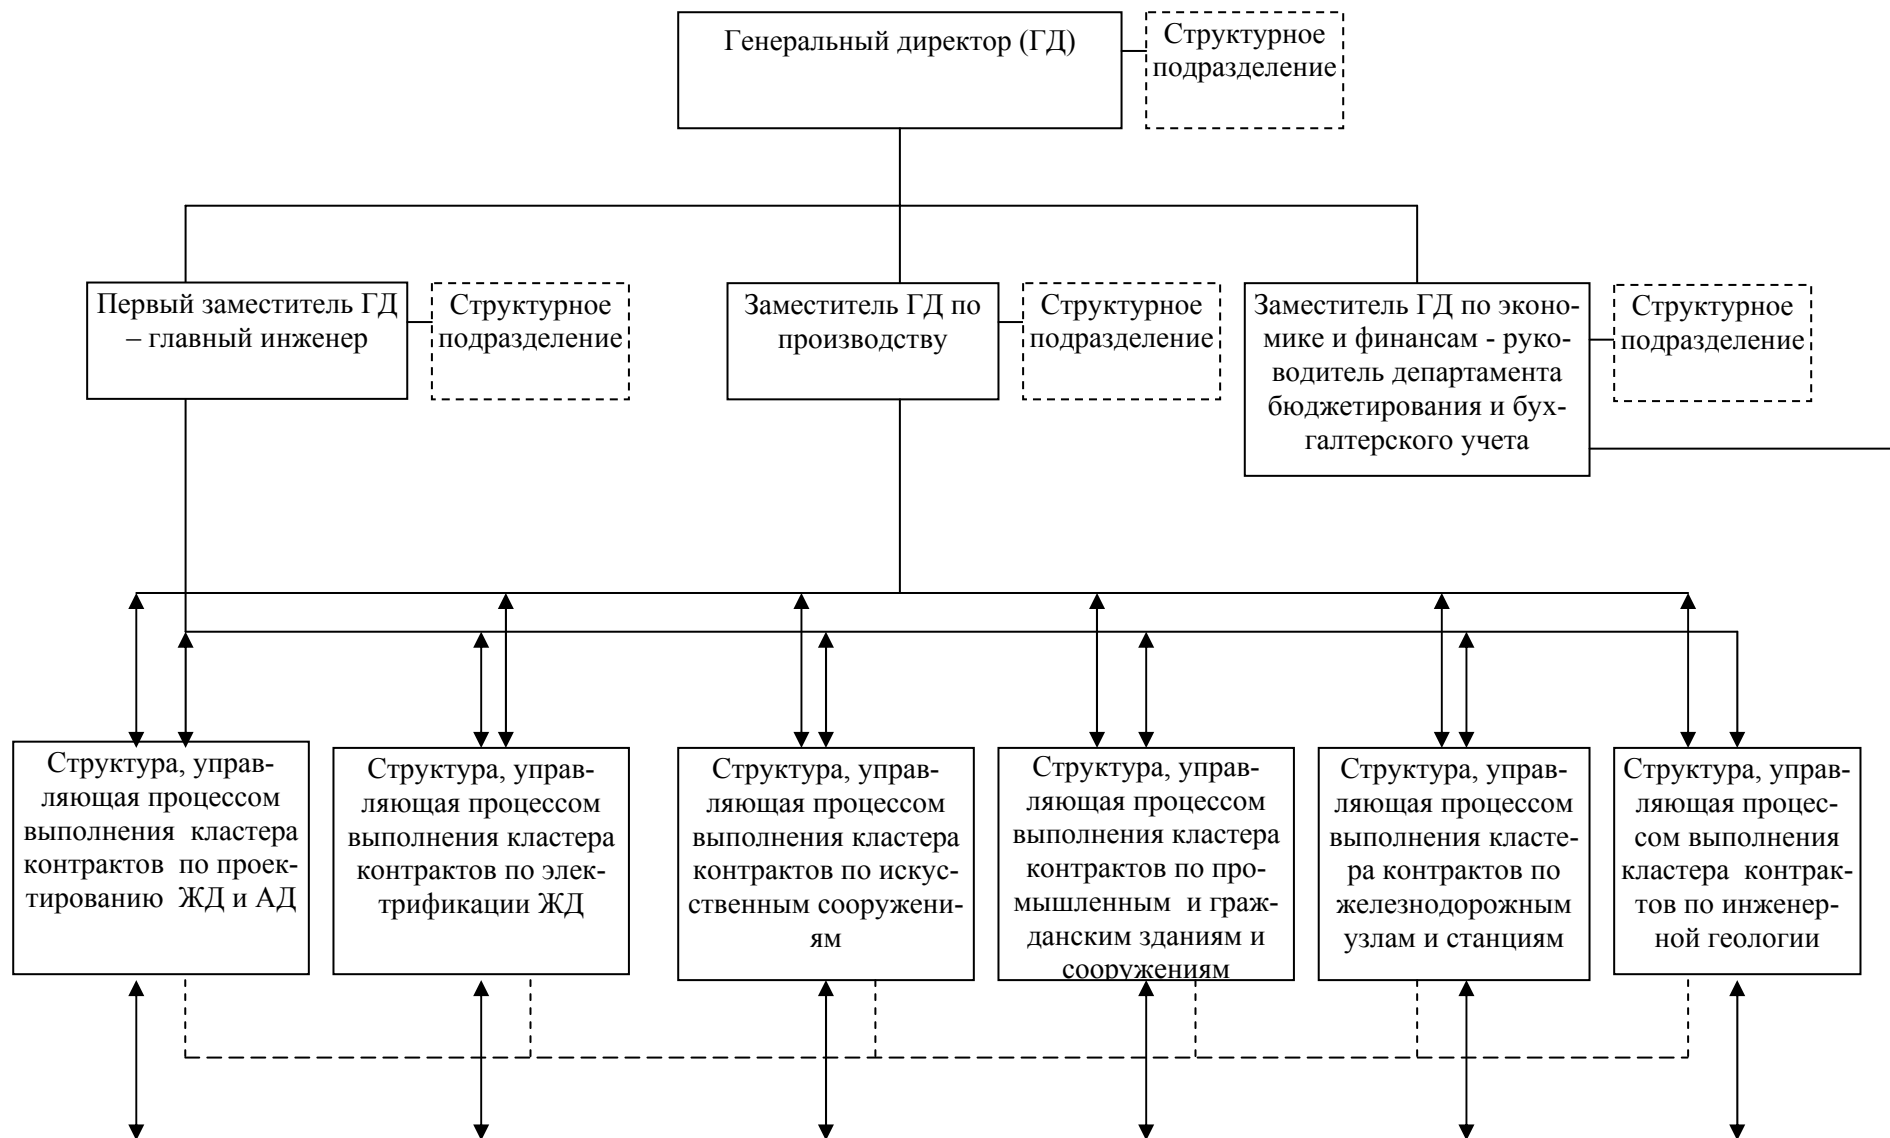 Генеральный директор (ГД)
Структурное
подразделение
Первый заместитель ГД
– главный инженер
Структурное
подразделение
Заместитель ГД по
производству
Структурное
подразделение
Заместитель ГД по эконо-
мике и финансам - руко-
водитель департамента
бюджетирования и бух-
галтерского учета
Структурное
подразделение
Структура, управ-
ляющая процессом
выполнения кластера
контрактов по проек-
тированию ЖД и АД
Структура, управ-
ляющая процессом
выполнения кластера
контрактов по элек-
трификации ЖД
Структура, управ-
ляющая процессом
выполнения кластера
контрактов по искус-
ственным сооружени-
ям
Структура, управ-
ляющая процессом
выполнения кластера
контрактов по про-
мышленным и граж-
данским зданиям и
сооружениям
Структура, управ-
ляющая процессом
выполнения класте-
ра контрактов по
железнодорожным
узлам и станциям
Структура, управ-
ляющая процес-
сом выполнения
кластера контрак-
тов по инженер-
ной геологии